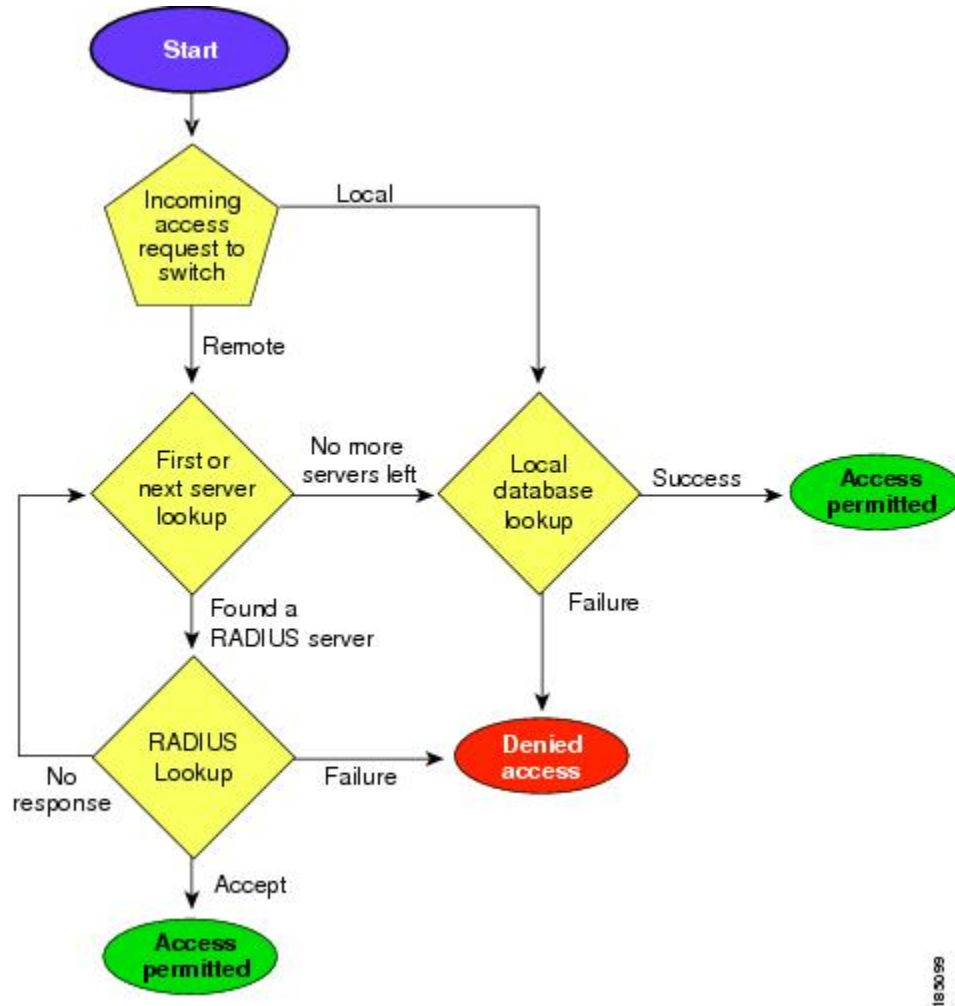 Start
Incoming
access
request to
switch
Local
Remote
First or
next server
lookup
No more
servers left
Local
database
lookup
Success
Access
permitted
Found a
RADIUS server
Failure
RADIUS
Lookup
No
response
Failure
Denied
access
Accept
Access
permitted
185099